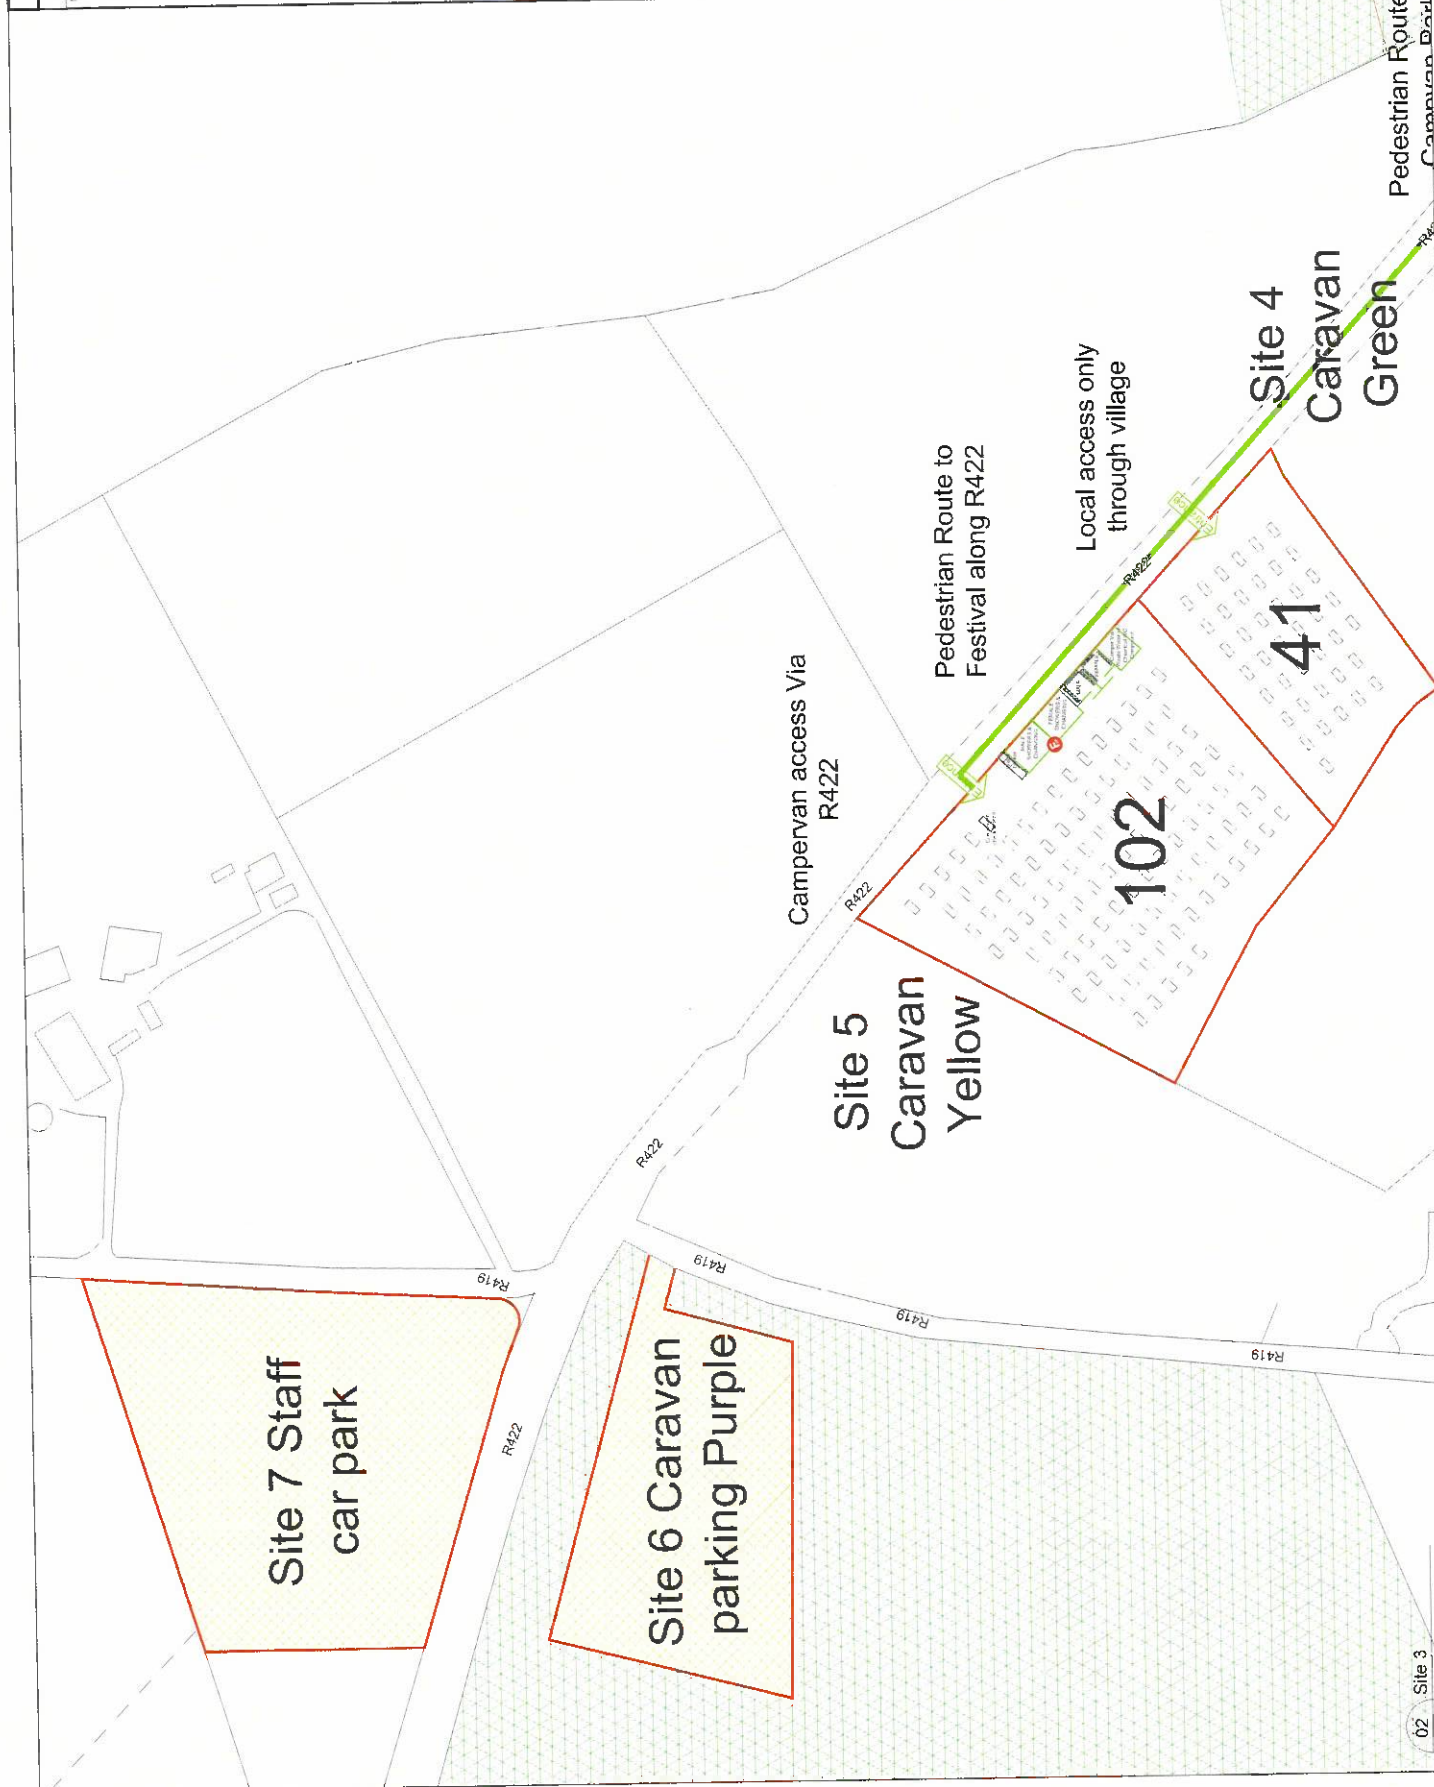 Site 7 Staff
car park
Site 6 Caravan
parking Purple
R419
R422
R419
R419
R419
R422
R422
Campervan access Via
R422
Site 5
Caravan
Yellow
102
Pedestrian Route to
Festival along R422
Local access only
through village
R422
Site 4
Caravan
Green
41
Pedestrian Route
02 Site 3